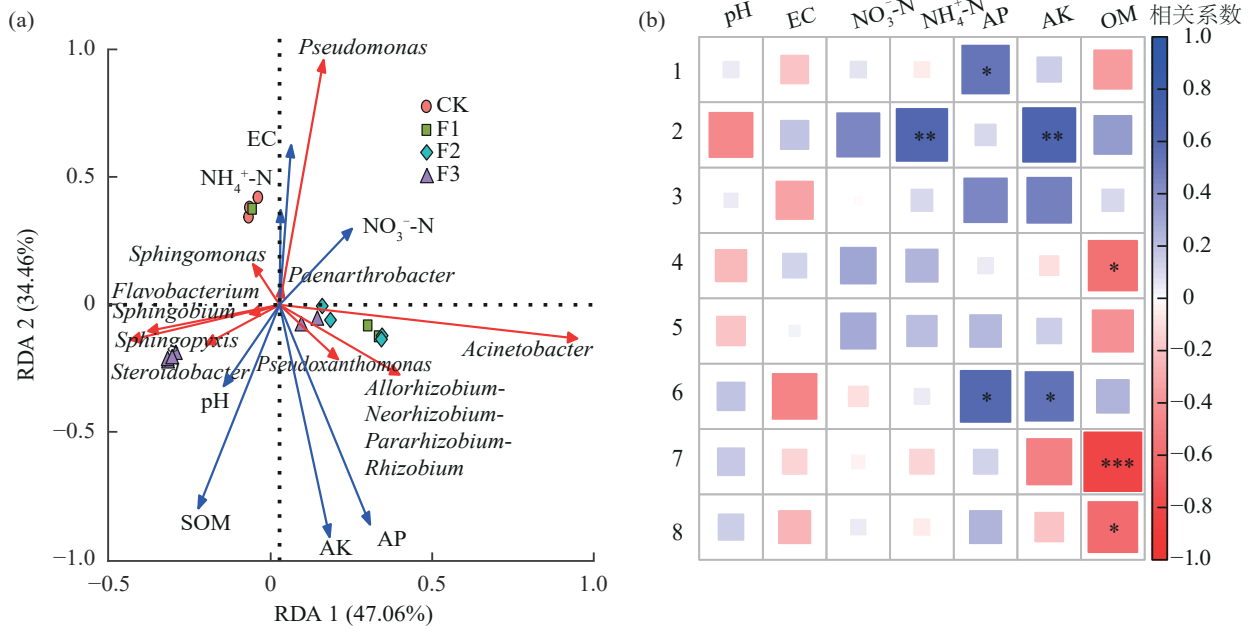 (a)
Pseudomonas
1.0
CK
F1
F2
F3
EC
NH₄⁺-N
0.5
NO₃⁻-N
Sphingomonas
Paenarthrobacter
Flavobacterium
0
Sphingobium
Sphingopyxis
Acinetobacter
Steroidobacter
Pseudoxanthomonas
pH
Allorhizobium-
Neorhizobium-
Pararhizobium-
Rhizobium
−0.5
SOM
AK
AP
−1.0
−0.5
0
0.5
1.0
RDA 1 (47.06%)
RDA 2 (34.46%)
(b)
pH
EC
NO₃⁻-N
NH₄⁺-N
AP
AK
OM
相关系数
1
*
2
**
**
3
4
*
5
6
*
*
7
***
8
*
1.0
0.8
0.6
0.4
0.2
0
−0.2
−0.4
−0.6
−0.8
−1.0